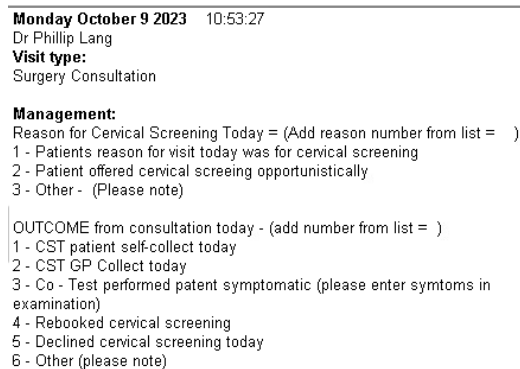 Monday October 9 2023 10:53:27
Dr Phillip Lang
Visit type:
Surgery Consultation
Management:
Reason for Cervical Screening Today = (Add reason number from list = )
1 - Patients reason for visit today was for cervical screening
2 - Patient offered cervical screeing opportunistically
3 - Other - (Please note)
OUTCOME from consultation today - (add number from list = )
1 - CST patient self-collect today
2 - CST GP Collect today
3 - Co - Test performed patent symptomatic (please enter symtoms in
examination)
4 - Rebooked cervical screening
5 - Declined cervical screening today
6 - Other (please note)